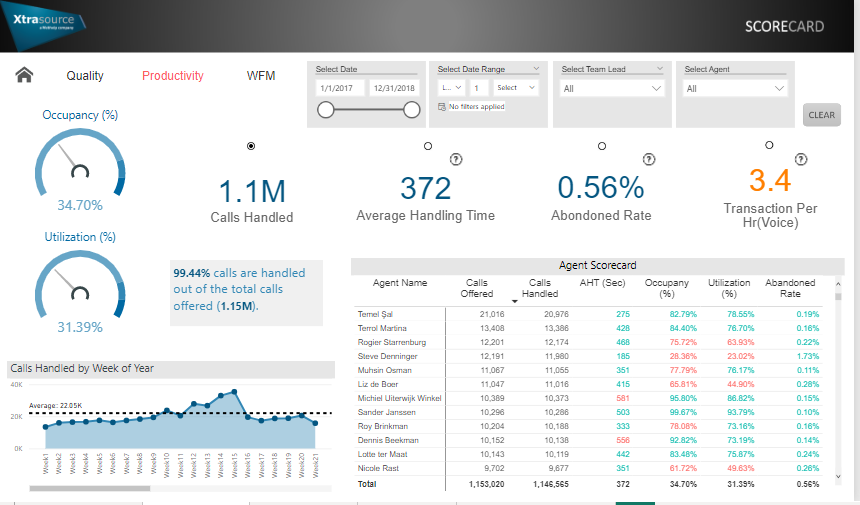 Xtrasource
SCORECARD
Quality
Productivity
WFM
Select Date
1/1/2017
12/31/2018
Select Date Range
L...
1
Select
No filters applied
Select Team Lead
All
Select Agent
All
CLEAR
Occupancy (%)
34.70%
Utilization (%)
31.39%
1.1M
Calls Handled
?
372
Average Handling Time
?
0.56%
Abondoned Rate
?
3.4
Transaction Per
Hr(Voice)
99.44% calls are handled
out of the total calls
offered (1.15M).
Calls Handled by Week of Year
40K
Average: 22.05K
20K
0K
Week1 Week2 Week3 Week4 Week5 Week6 Week7 Week8 Week9 Week10 Week11 Week12 Week13 Week14 Week15 Week16 Week17 Week18 Week19 Week20 Week21
Agent Scorecard
Agent Name Calls Offered Calls Handled AHT (Sec) Occupancy (%) Utilization (%) Abandoned Rate
Temel Şal 21,016 20,976 275 82.79% 78.55% 0.19%
Terrol Martina 13,408 13,386 428 84.40% 76.70% 0.16%
Rogier Starrenburg 12,201 12,174 468 75.72% 63.93% 0.22%
Steve Denninger 12,191 11,980 185 28.36% 23.02% 1.73%
Muhsin Osman 11,067 11,055 351 77.79% 76.17% 0.11%
Liz de Boer 11,047 11,016 415 65.81% 44.90% 0.28%
Michiel Uiterwijk Winkel 10,389 10,373 581 95.80% 86.82% 0.15%
Sander Janssen 10,296 10,286 503 99.67% 93.79% 0.10%
Roy Brinkman 10,204 10,188 333 78.08% 73.16% 0.16%
Dennis Beekman 10,152 10,138 556 92.82% 73.19% 0.14%
Lotte ter Maat 10,143 10,119 442 83.48% 75.87% 0.24%
Nicole Rast 9,702 9,677 351 61.72% 49.63% 0.26%
Total 1,153,020 1,146,565 372 34.70% 31.39% 0.56%